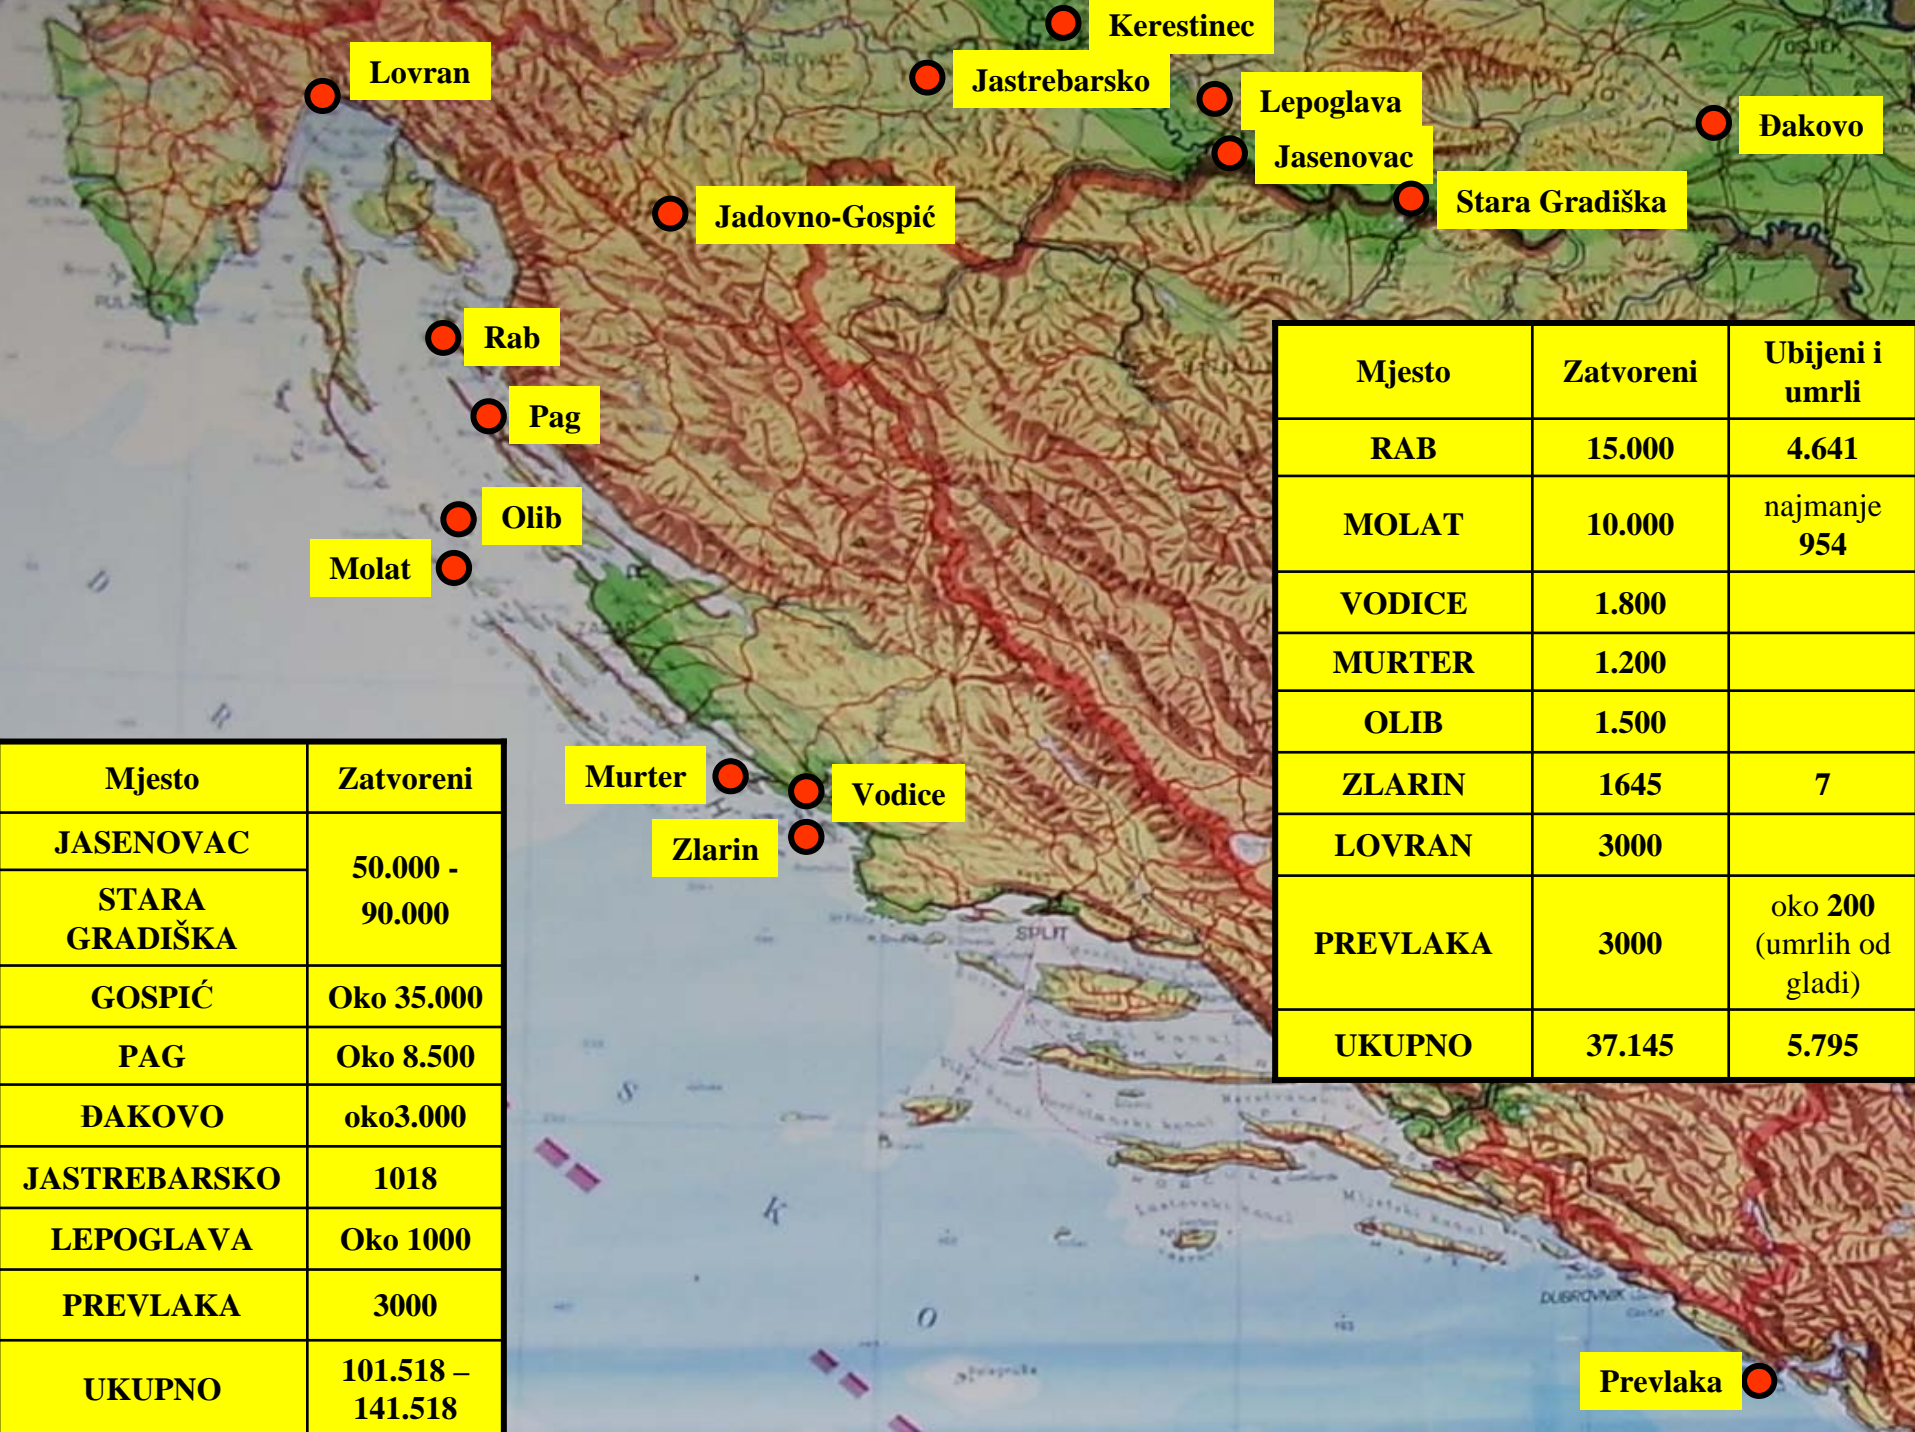 Kerestinec
Lovran
Jastrebarsko
Lepoglava
Đakovo
Jasenovac
Stara Gradiška
Jadovno-Gospić
Rab
Pag
Olib
Molat
Murter
Vodice
Zlarin
Prevlaka
Mjesto Zatvoreni Ubijeni i
umrli
RAB 15.000 4.641
MOLAT 10.000 najmanje
954
VODICE 1.800
MURTER 1.200
OLIB 1.500
ZLARIN 1645 7
LOVRAN 3000
PREVLAKA 3000 oko 200
(umrlih od
gladi)
UKUPNO 37.145 5.795
Mjesto Zatvoreni
JASENOVAC
STARA
GRADIŠKA
50.000 -
90.000
GOSPIĆ Oko 35.000
PAG Oko 8.500
ĐAKOVO oko3.000
JASTREBARSKO 1018
LEPOGLAVA Oko 1000
PREVLAKA 3000
UKUPNO 101.518 –
141.518
OSIJEK
PULA
SPLIT
DUBROVNIK
D
R
S
K
O